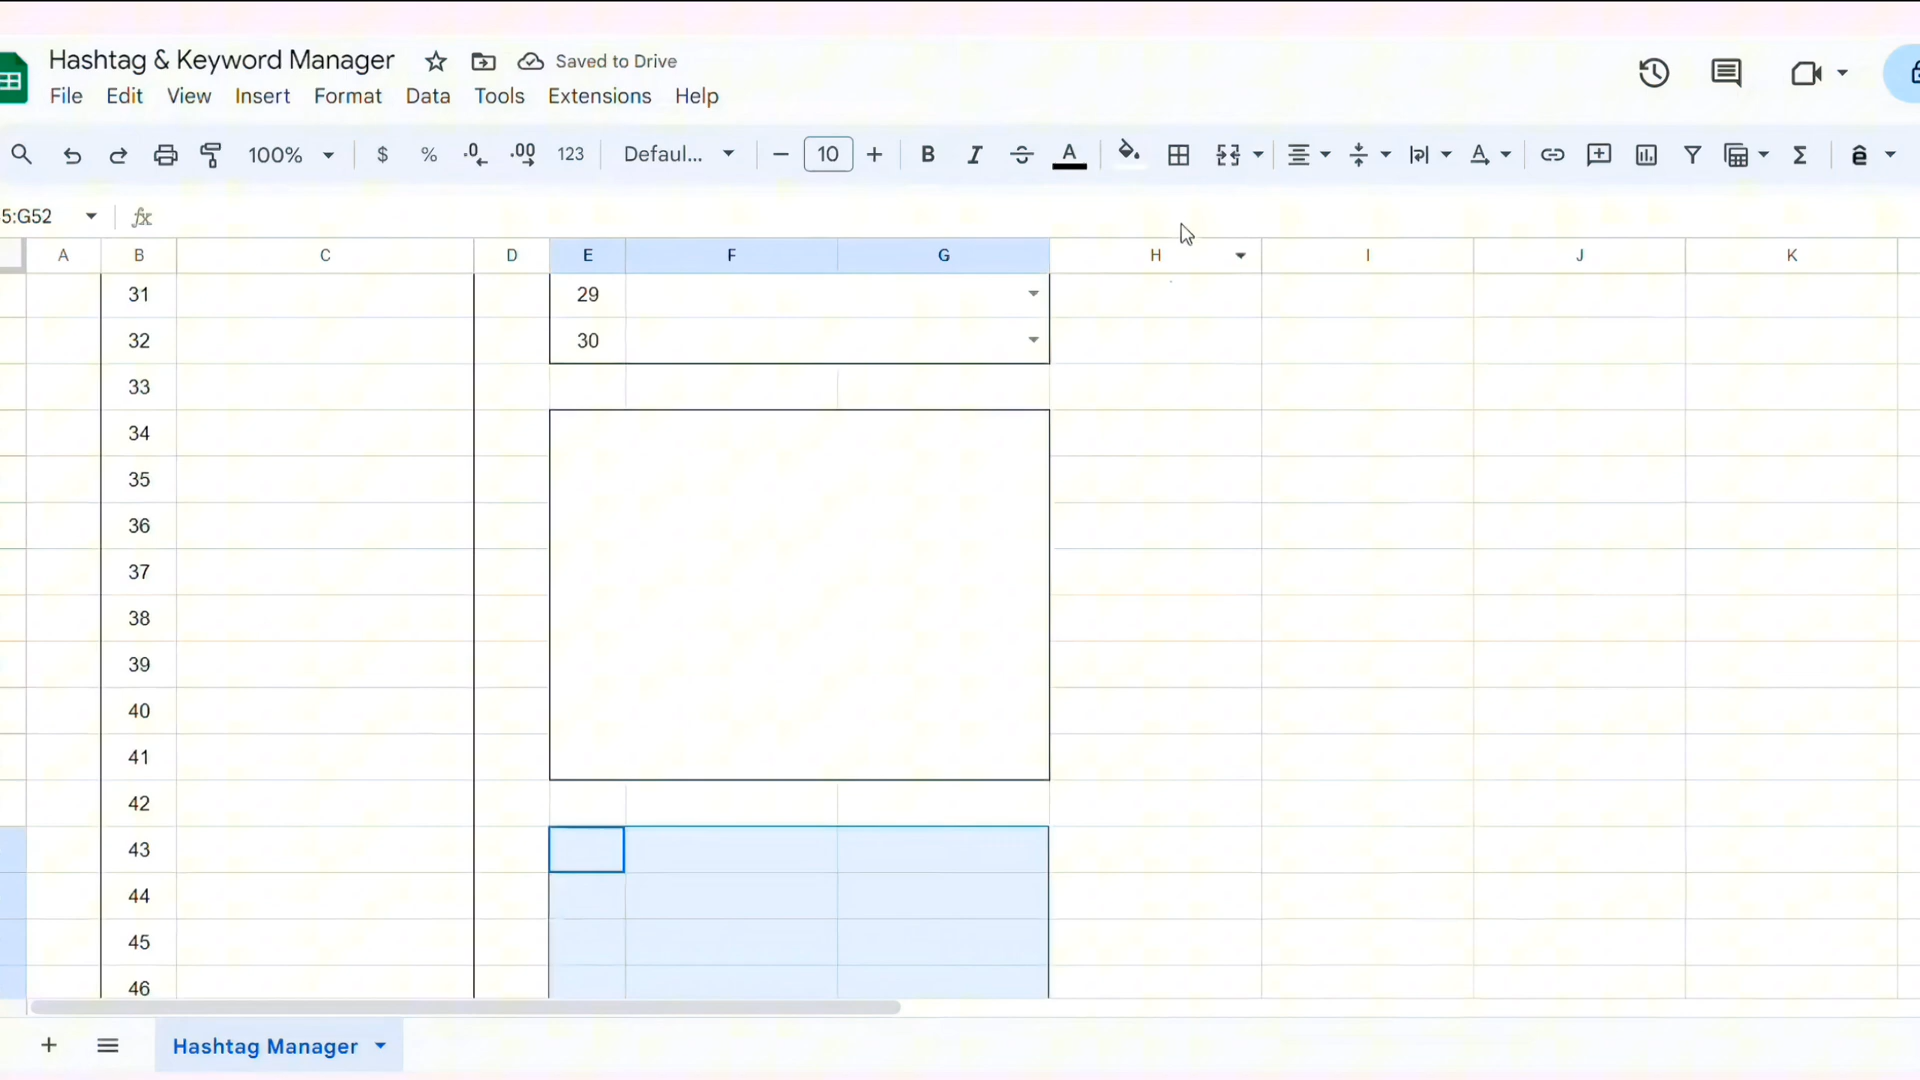 Hashtag & Keyword Manager Saved to Drive
File Edit View Insert Format Data Tools Extensions Help
100% $ % .0 .00 123 Defaul... 10 B I S A
5:G52 fx
A B C D E F G H I J K
31 29
32 30
33
34
35
36
37
38
39
40
41
42
43
44
45
46
Hashtag Manager